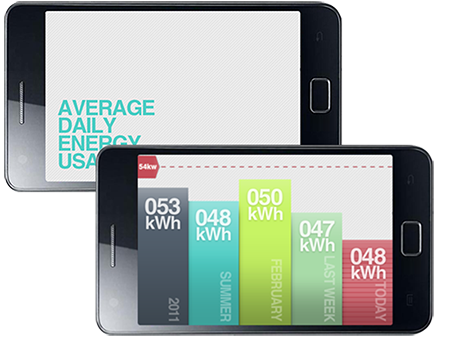 AVERAGE
DAILY
ENERGY
USA
54kw
053
kWh
2011
048
kWh
SUMMER
050
kWh
FEBRUARY
047
kWh
LAST WEEK
048
kWh
TODAY